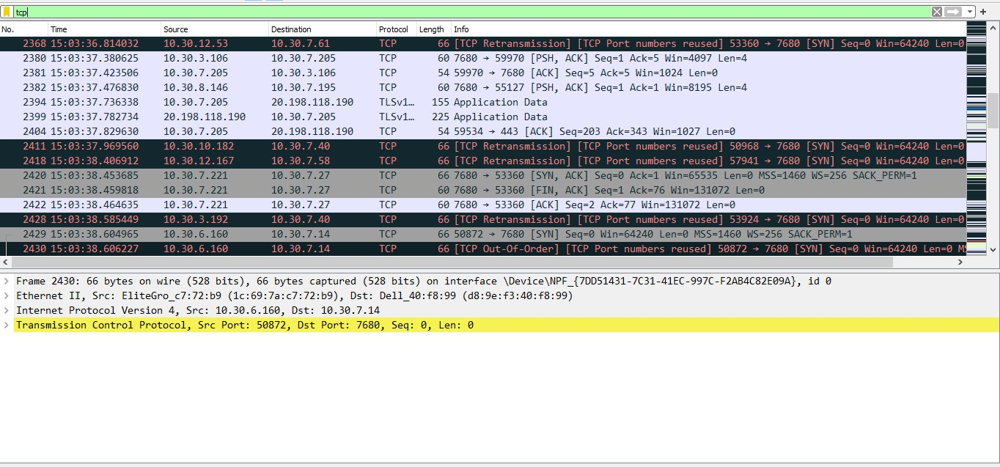 tcp
No. Time Source Destination Protocol Length Info
2368 15:03:36.814032 10.30.12.53 10.30.7.61 TCP 66 [TCP Retransmission] [TCP Port numbers reused] 53360 → 7680 [SYN] Seq=0 Win=64240 Len=0
2380 15:03:37.380625 10.30.3.106 10.30.7.205 TCP 60 7680 → 59970 [PSH, ACK] Seq=1 Ack=5 Win=4097 Len=4
2381 15:03:37.423506 10.30.7.205 10.30.3.106 TCP 54 59970 → 7680 [ACK] Seq=5 Ack=5 Win=1024 Len=0
2382 15:03:37.476830 10.30.8.146 10.30.7.195 TCP 60 7680 → 55127 [PSH, ACK] Seq=1 Ack=1 Win=8195 Len=4
2394 15:03:37.736338 10.30.7.205 20.198.118.190 TLSv1… 155 Application Data
2399 15:03:37.782734 20.198.118.190 10.30.7.205 TLSv1… 225 Application Data
2404 15:03:37.829630 10.30.7.205 20.198.118.190 TCP 54 59534 → 443 [ACK] Seq=203 Ack=343 Win=1027 Len=0
2411 15:03:37.969560 10.30.10.182 10.30.7.40 TCP 66 [TCP Retransmission] [TCP Port numbers reused] 50968 → 7680 [SYN] Seq=0 Win=64240 Len=0
2418 15:03:38.406912 10.30.12.167 10.30.7.58 TCP 66 [TCP Retransmission] [TCP Port numbers reused] 57941 → 7680 [SYN] Seq=0 Win=64240 Len=0
2420 15:03:38.453685 10.30.7.221 10.30.7.27 TCP 66 7680 → 53360 [SYN, ACK] Seq=0 Ack=1 Win=65535 Len=0 MSS=1460 WS=256 SACK_PERM=1
2421 15:03:38.459818 10.30.7.221 10.30.7.27 TCP 60 7680 → 53360 [FIN, ACK] Seq=1 Ack=76 Win=131072 Len=0
2422 15:03:38.464635 10.30.7.221 10.30.7.27 TCP 60 7680 → 53360 [ACK] Seq=2 Ack=77 Win=131072 Len=0
2428 15:03:38.585449 10.30.3.192 10.30.7.40 TCP 66 [TCP Retransmission] [TCP Port numbers reused] 53924 → 7680 [SYN] Seq=0 Win=64240 Len=0
2429 15:03:38.604965 10.30.6.160 10.30.7.14 TCP 66 50872 → 7680 [SYN] Seq=0 Win=64240 Len=0 MSS=1460 WS=256 SACK_PERM=1
2430 15:03:38.606227 10.30.6.160 10.30.7.14 TCP 66 [TCP Out-Of-Order] [TCP Port numbers reused] 50872 → 7680 [SYN] Seq=0 Win=64240 Len=0
Frame 2430: 66 bytes on wire (528 bits), 66 bytes captured (528 bits) on interface \Device\NPF_{7DD51431-7C31-41EC-997C-F2AB4C82E09A}, id 0
Ethernet II, Src: EliteGro_c7:72:b9 (1c:69:7a:c7:72:b9), Dst: Dell_40:f8:99 (d8:9e:f3:40:f8:99)
Internet Protocol Version 4, Src: 10.30.6.160, Dst: 10.30.7.14
Transmission Control Protocol, Src Port: 50872, Dst Port: 7680, Seq: 0, Len: 0